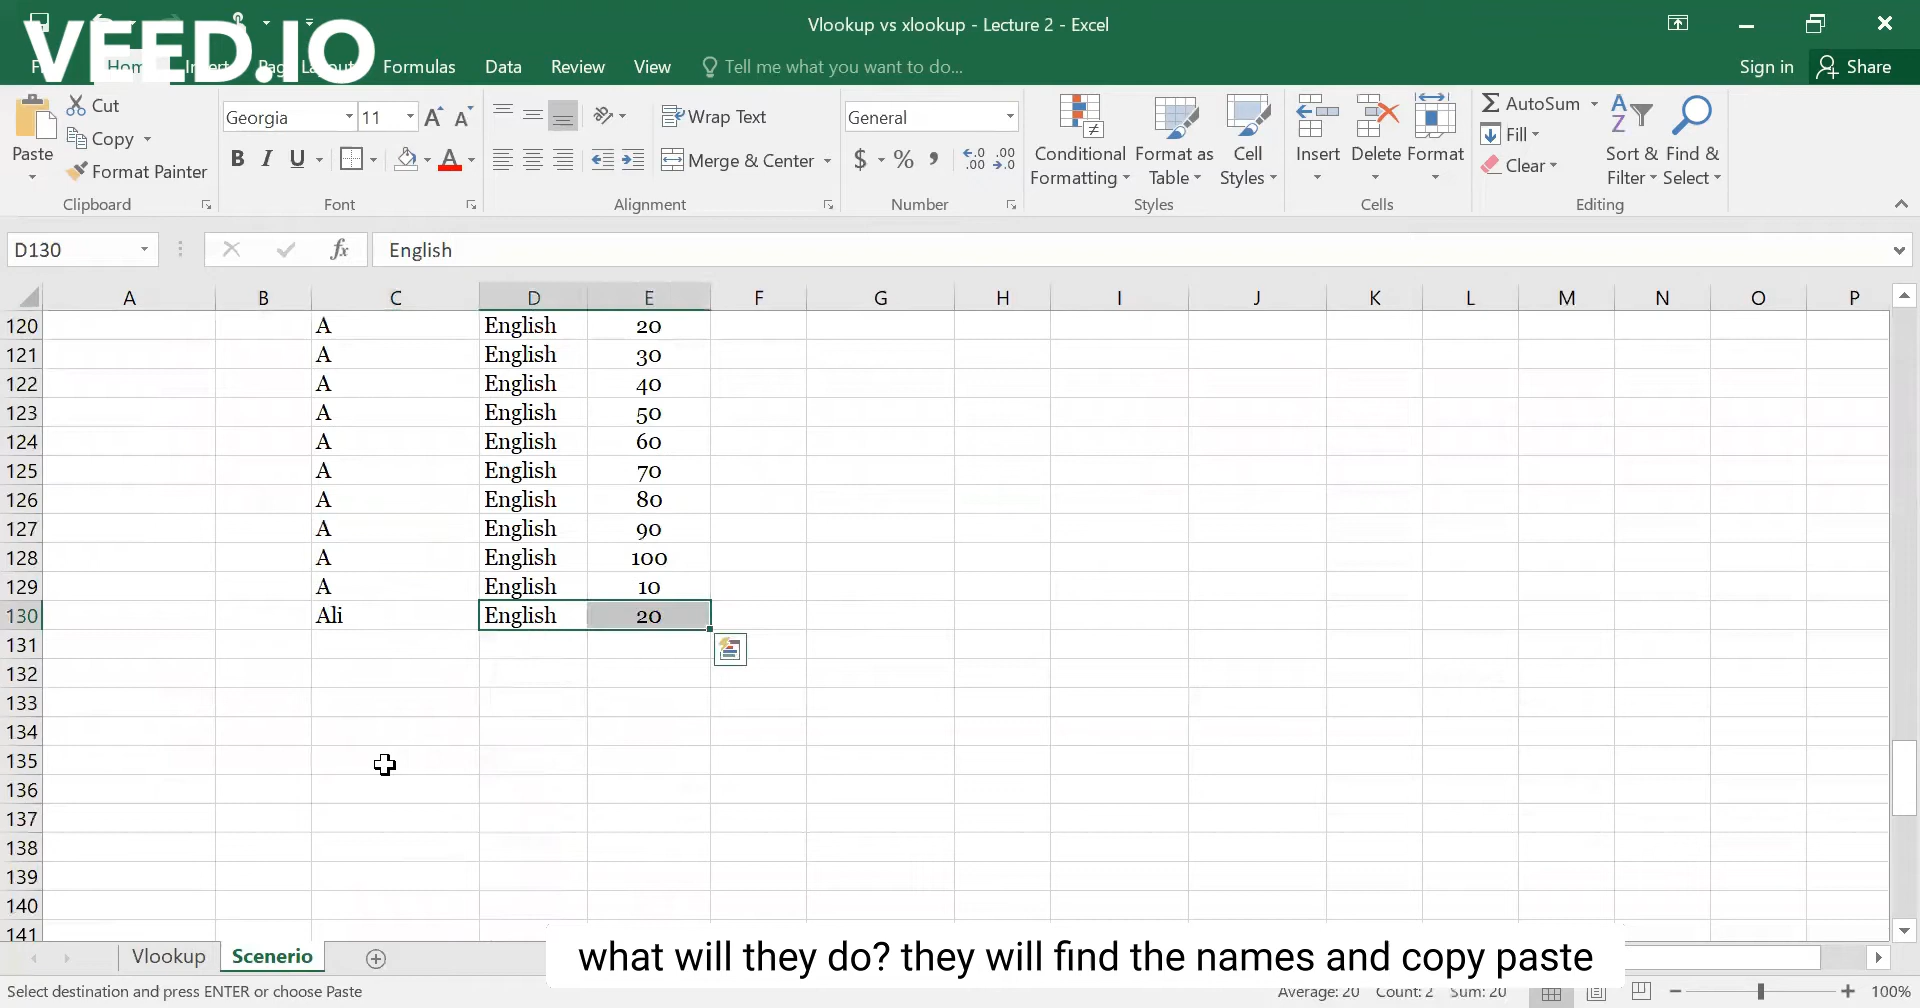 VEED.IO
Vlookup vs xlookup - Lecture 2 - Excel
Formulas Data Review View Tell me what you want to do... Sign in Share
Paste
Cut
Copy
Format Painter
Clipboard
Georgia 11
B I U
Font
Wrap Text
Merge & Center
Alignment
General
$ % ,
Number
Conditional Formatting
Format as Table
Cell Styles
Styles
Insert Delete Format
Cells
AutoSum
Fill
Clear
Sort & Filter
Find & Select
Editing
D130 fx English
A B C D E F G H I J K L M N O P
120 A English 20
121 A English 30
122 A English 40
123 A English 50
124 A English 60
125 A English 70
126 A English 80
127 A English 90
128 A English 100
129 A English 10
130 Ali English 20
131
132
133
134
135
136
137
138
139
140
141
Vlookup Scenerio
what will they do? they will find the names and copy paste
Select destination and press ENTER or choose Paste Average: 20 Count: 2 Sum: 20 100%